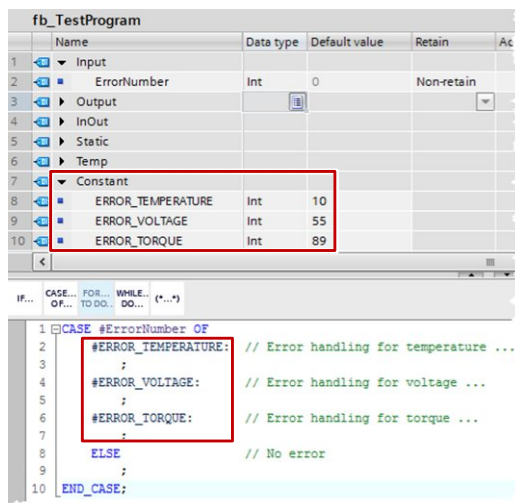 fb_TestProgram
Name Data type Default value Retain Ac
1 Input
2 ErrorNumber Int 0 Non-retain
3 Output
4 InOut
5 Static
6 Temp
7 Constant
8 ERROR_TEMPERATURE Int 10
9 ERROR_VOLTAGE Int 55
10 ERROR_TORQUE Int 89
IF... CASE... OF... FOR... TO DO.. WHILE.. DO... (*...*)
1 CASE #ErrorNumber OF
2 #ERROR_TEMPERATURE: // Error handling for temperature ...
3 ;
4 #ERROR_VOLTAGE: // Error handling for voltage ...
5 ;
6 #ERROR_TORQUE: // Error handling for torque ...
7 ;
8 ELSE // No error
9 ;
10 END_CASE;